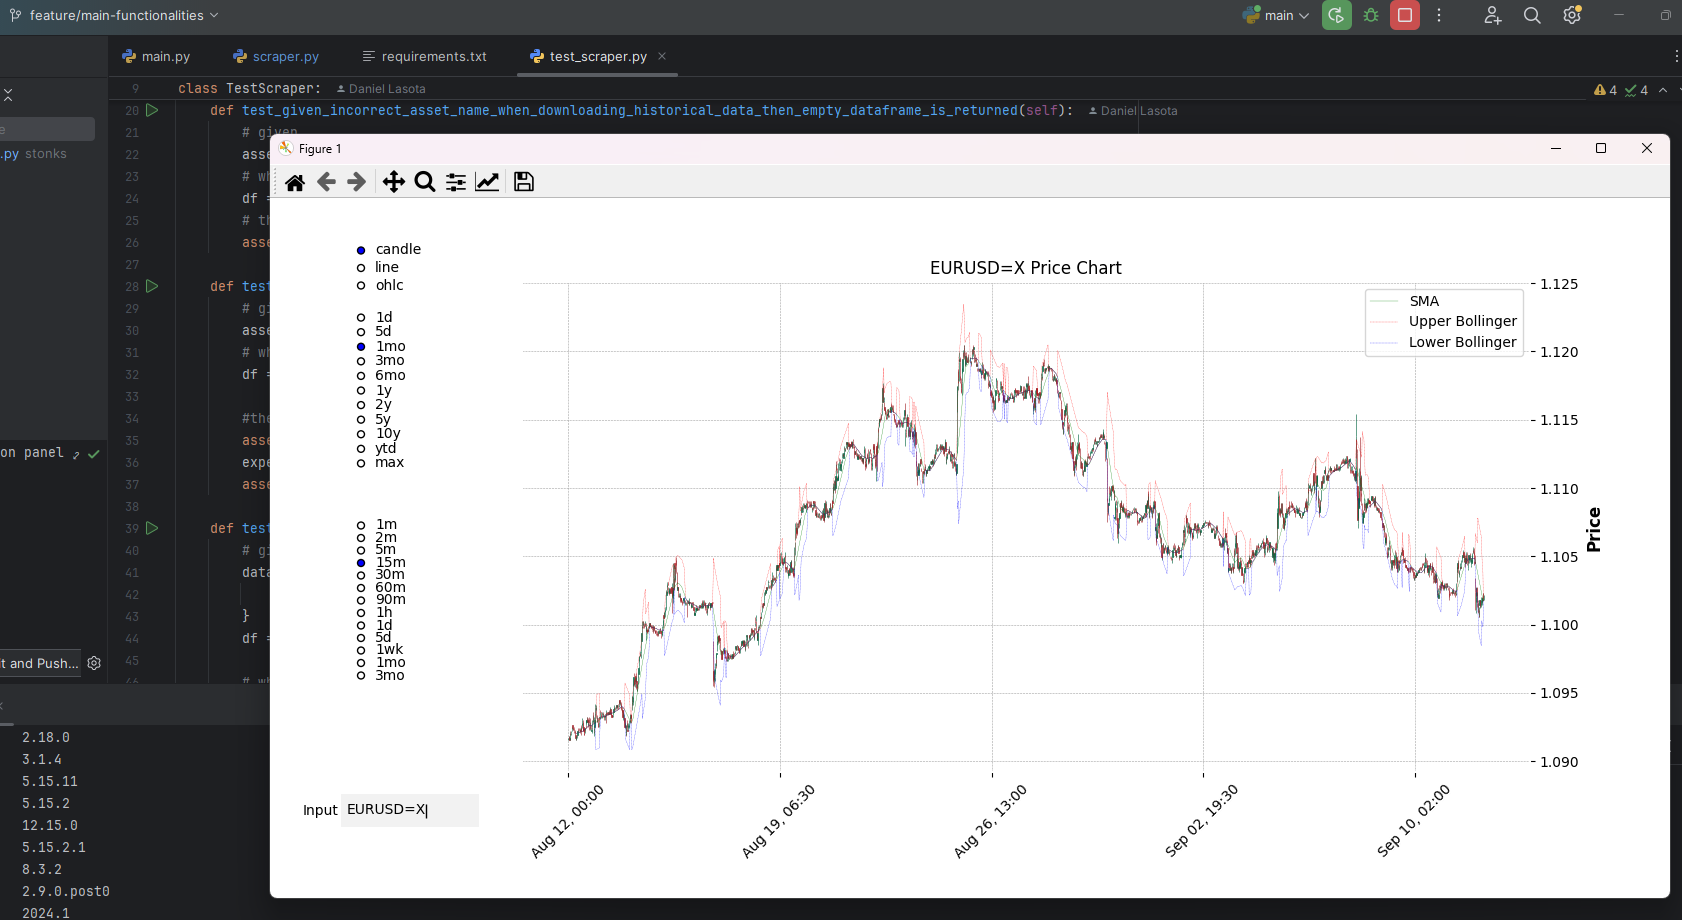 feature/main-functionalities
main
main.py
scraper.py
requirements.txt
test_scraper.py
9 class TestScraper: Daniel Lasota
4 4
20 def test_given_incorrect_asset_name_when_downloading_historical_data_then_empty_dataframe_is_returned(self): Daniel Lasota
21 # given
22 asse
23 # wh
24 df =
25 # th
26 asse
27
28 def test
29 # gi
30 asse
31 # wh
32 df =
33
34 #the
35 asse
36 expe
37 asse
38
39 def test
40 # gi
41 data
42
43 }
44 df =
45
46 # wh
e
.py stonks
on panel
it and Push...
2.18.0
3.1.4
5.15.11
5.15.2
12.15.0
5.15.2.1
8.3.2
2.9.0.post0
2024.1
Figure 1
candle
line
ohlc
1d
5d
1mo
3mo
6mo
1y
2y
5y
10y
ytd
max
1m
2m
5m
15m
30m
60m
90m
1h
1d
5d
1wk
1mo
3mo
Input EURUSD=X
EURUSD=X Price Chart
SMA
Upper Bollinger
Lower Bollinger
1.125
1.120
1.115
1.110
1.105
1.100
1.095
1.090
Price
Aug 12, 00:00
Aug 19, 06:30
Aug 26, 13:00
Sep 02, 19:30
Sep 10, 02:00